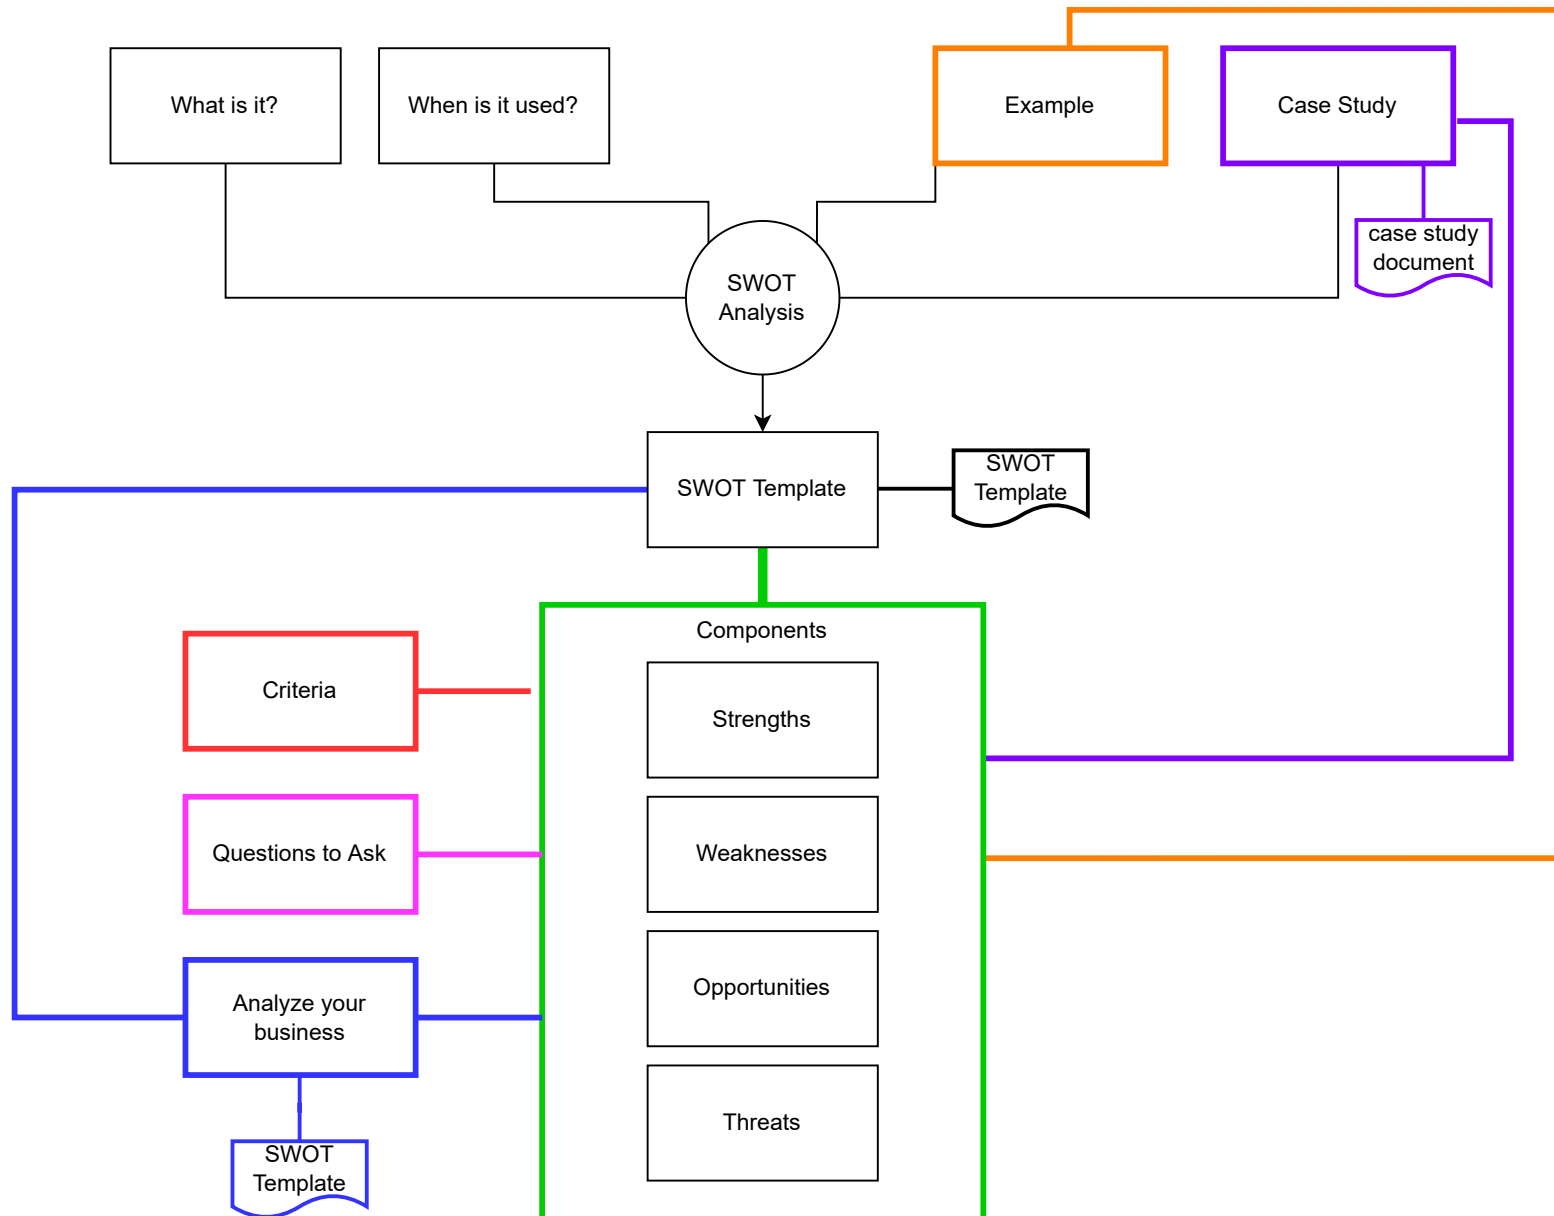 What is it?
When is it used?
Example
Case Study
case study
document
SWOT
Analysis
SWOT Template
SWOT
Template
Components
Criteria
Strengths
Questions to Ask
Weaknesses
Analyze your
business
Opportunities
Threats
SWOT
Template